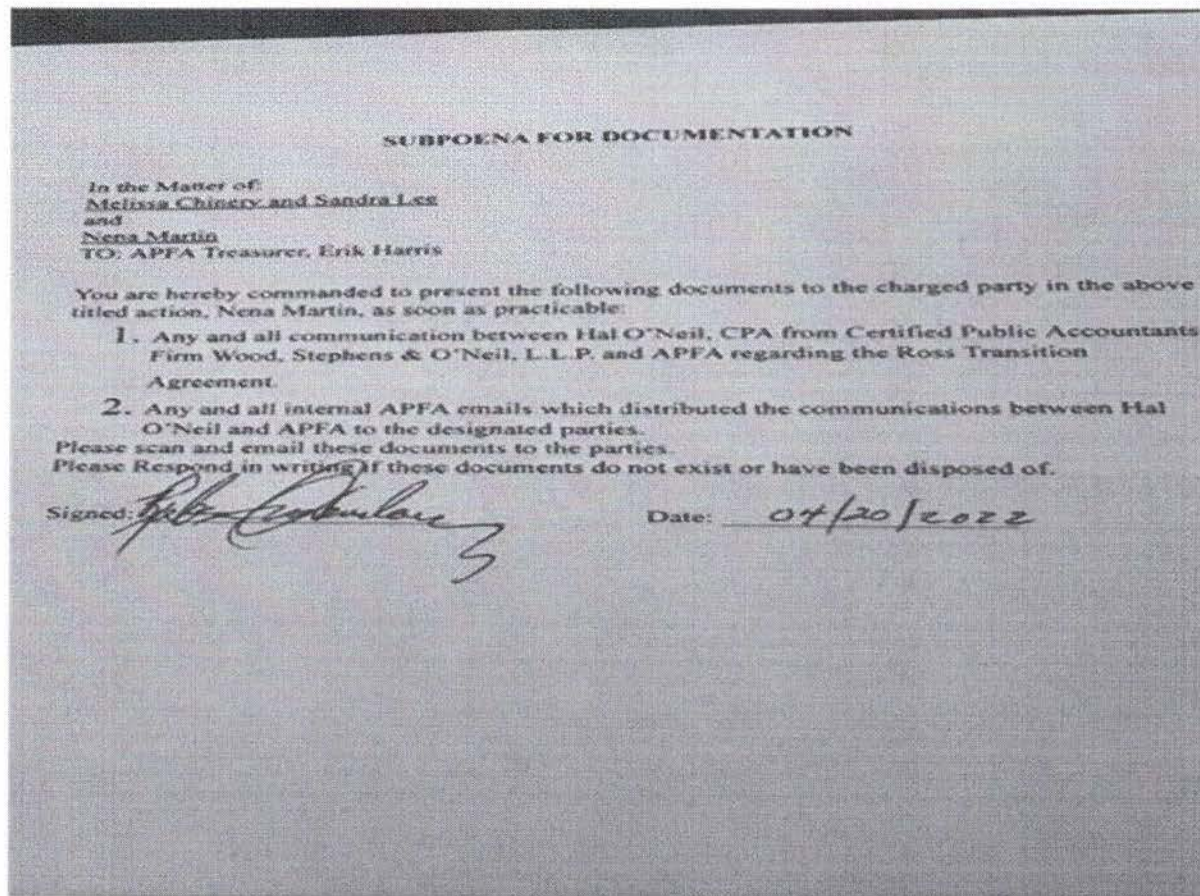 SUBPOENA FOR DOCUMENTATION
In the Matter of:
Melissa Chinery and Sandra Lee
and
Nena Martin
TO: APFA Treasurer, Erik Harris
You are hereby commanded to present the following documents to the charged party in the above
titled action, Nena Martin, as soon as practicable:
1. Any and all communication between Hal O'Neil, CPA from Certified Public Accountants
Firm Wood, Stephens & O'Neil, L.L.P. and APFA regarding the Ross Transition
Agreement.
2. Any and all internal APFA emails which distributed the communications between Hal
O'Neil and APFA to the designated parties.
Please scan and email these documents to the parties.
Please Respond in writing if these documents do not exist or have been disposed of.
Signed: Date: 04/20/2022